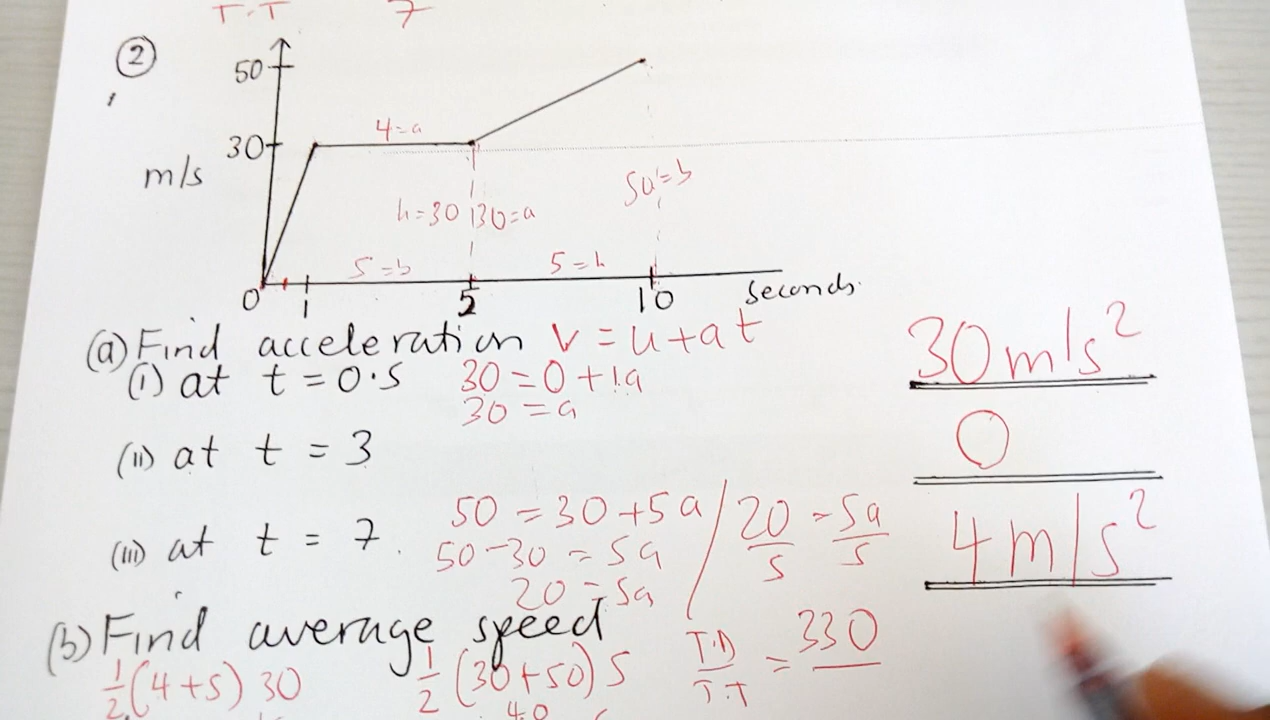 T.T 7
②
50
4=a
30
m/s
50=b
h=30 30=a
5=b 5=h
0 1 5 10 seconds
(a) Find acceleration v = u + a t
(i) at t = 0.5 30 = 0 + 1a 30 m/s²
30 = a
(ii) at t = 3 0
50 = 30 + 5a / 20/5 = 5a/5 4 m/s²
(iii) at t = 7. 50 - 30 = 5a
20 = 5a
(b) Find average speed T.D/T.T = 330
½ (4+5) 30 ½ (30+50) 5
40